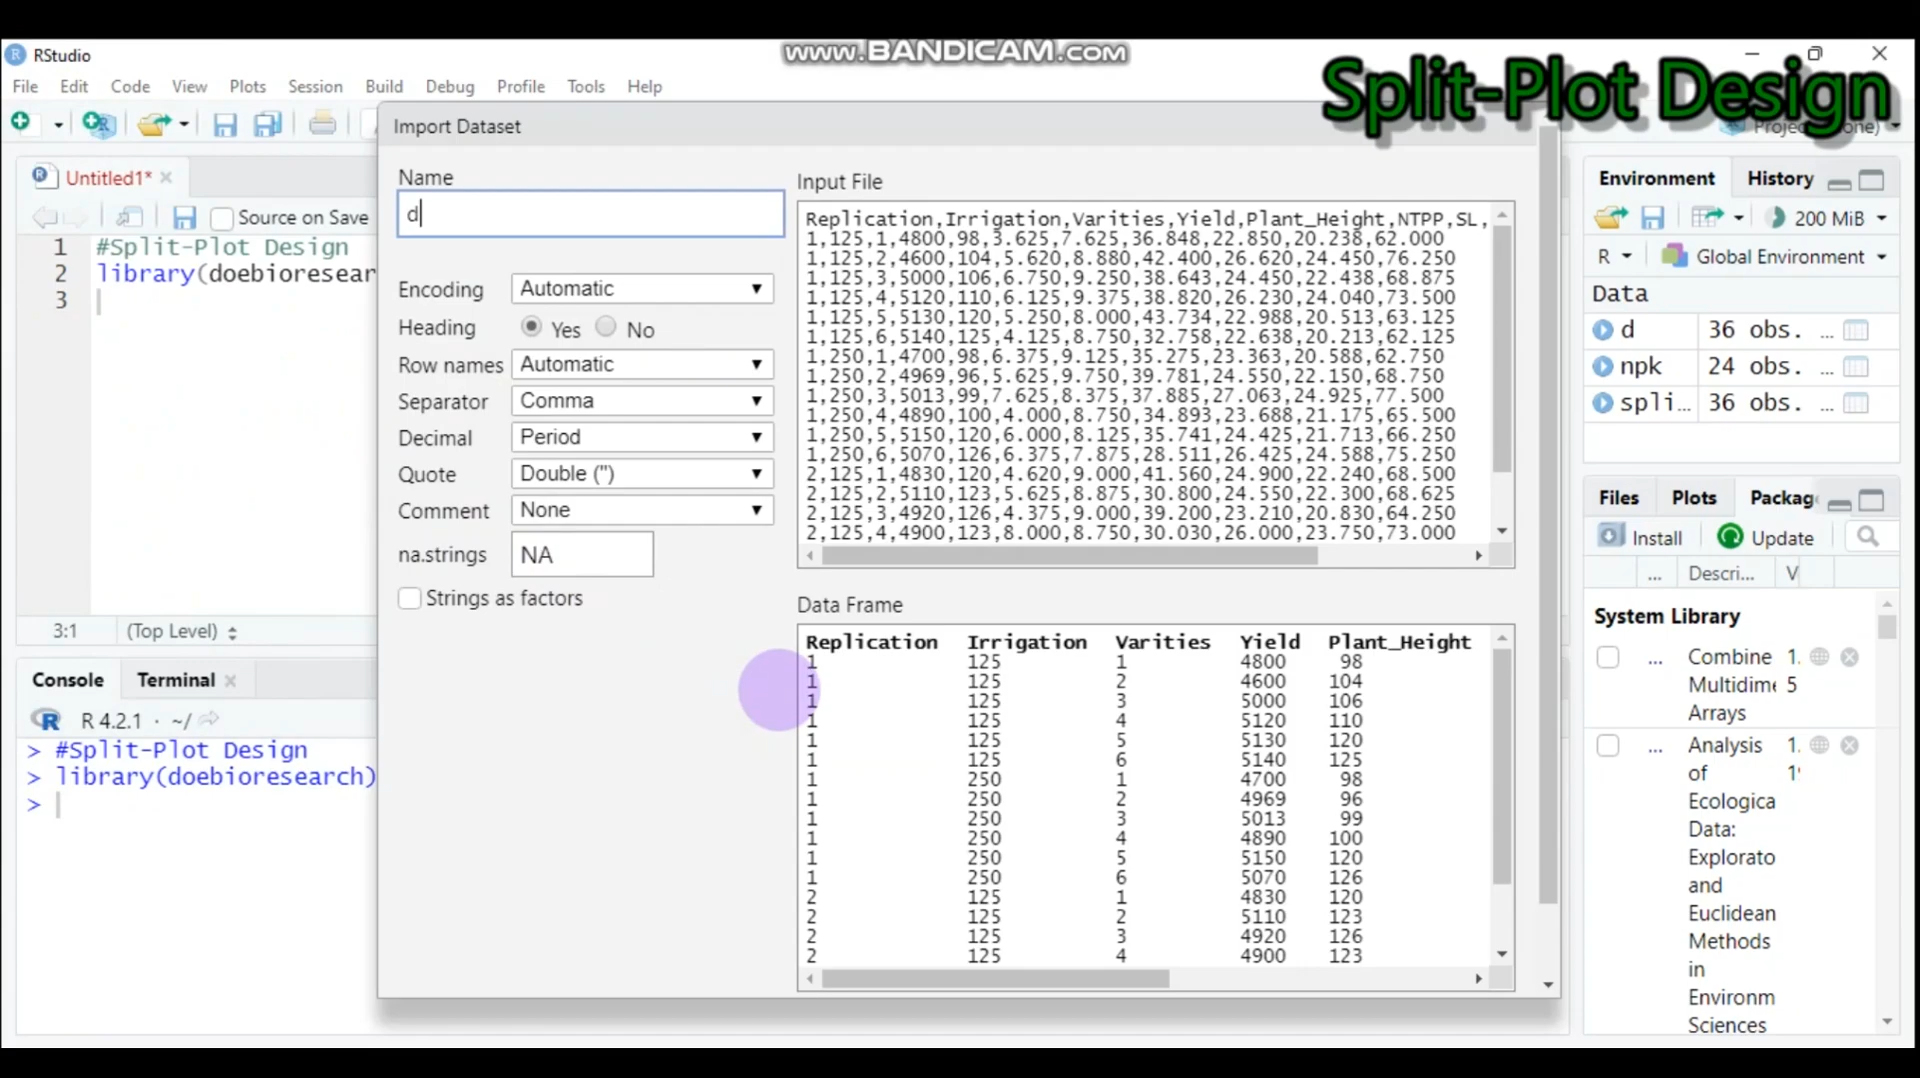 www.BANDICAM.com
RStudio
Split-Plot Design
File Edit Code View Plots Session Build Debug Profile Tools Help
Import Dataset
Untitled1*
Source on Save
1 #Split-Plot Design
2 library(doebioresear
3
3:1 (Top Level)
Console Terminal
R 4.2.1 · ~/
> #Split-Plot Design
> library(doebioresearch)
>
Name
d
Encoding Automatic
Heading Yes No
Row names Automatic
Separator Comma
Decimal Period
Quote Double (")
Comment None
na.strings NA
Strings as factors
Input File
Replication,Irrigation,Varities,Yield,Plant_Height,NTPP,SL,
1,125,1,4800,98,3.625,7.625,36.848,22.850,20.238,62.000
1,125,2,4600,104,5.620,8.880,42.400,26.620,24.450,76.250
1,125,3,5000,106,6.750,9.250,38.643,24.450,22.438,68.875
1,125,4,5120,110,6.125,9.375,38.820,26.230,24.040,73.500
1,125,5,5130,120,5.250,8.000,43.734,22.988,20.513,63.125
1,125,6,5140,125,4.125,8.750,32.758,22.638,20.213,62.125
1,250,1,4700,98,6.375,9.125,35.275,23.363,20.588,62.750
1,250,2,4969,96,5.625,9.750,39.781,24.550,22.150,68.750
1,250,3,5013,99,7.625,8.375,37.885,27.063,24.925,77.500
1,250,4,4890,100,4.000,8.750,34.893,23.688,21.175,65.500
1,250,5,5150,120,6.000,8.125,35.741,24.425,21.713,66.250
1,250,6,5070,126,6.375,7.875,28.511,26.425,24.588,75.250
2,125,1,4830,120,4.620,9.000,41.560,24.900,22.240,68.500
2,125,2,5110,123,5.625,8.875,30.800,24.550,22.300,68.625
2,125,3,4920,126,4.375,9.000,39.200,23.210,20.830,64.250
2,125,4,4900,123,8.000,8.750,30.030,26.000,23.750,73.000
Data Frame
Replication Irrigation Varities Yield Plant_Height
1 125 1 4800 98
1 125 2 4600 104
1 125 3 5000 106
1 125 4 5120 110
1 125 5 5130 120
1 125 6 5140 125
1 250 1 4700 98
1 250 2 4969 96
1 250 3 5013 99
1 250 4 4890 100
1 250 5 5150 120
1 250 6 5070 126
2 125 1 4830 120
2 125 2 5110 123
2 125 3 4920 126
2 125 4 4900 123
Environment History
200 MiB
R Global Environment
Data
d 36 obs. ...
npk 24 obs. ...
spli... 36 obs. ...
Files Plots Packag
Install Update
... Descri... V
System Library
... Combine 1.
Multidime 5
Arrays
... Analysis 1.
of
Ecologica
Data:
Explorato
and
Euclidean
Methods
in
Environm
Sciences